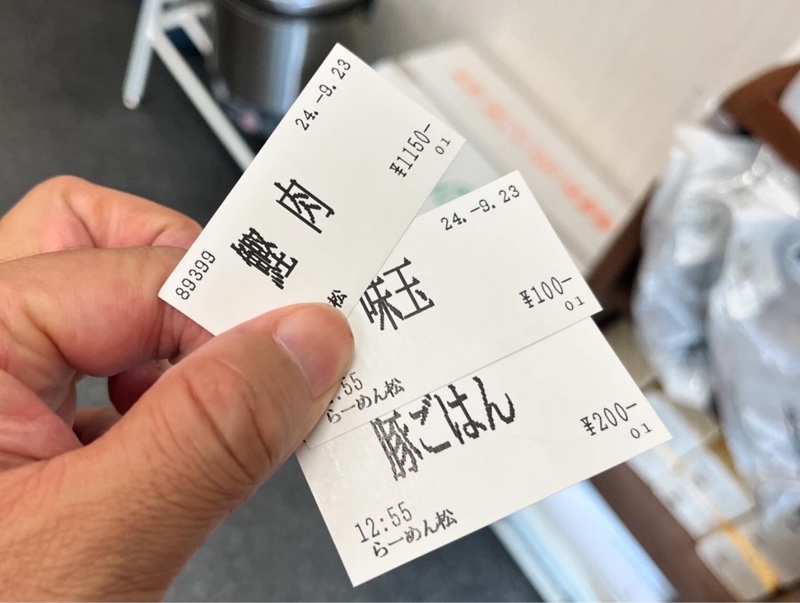 24.-9.23
¥1150-
01
鰹肉
89399
松
24.-9.23
味玉
¥100-
01
:55
らーめん松
豚ごはん
¥200-
01
12:55
らーめん松